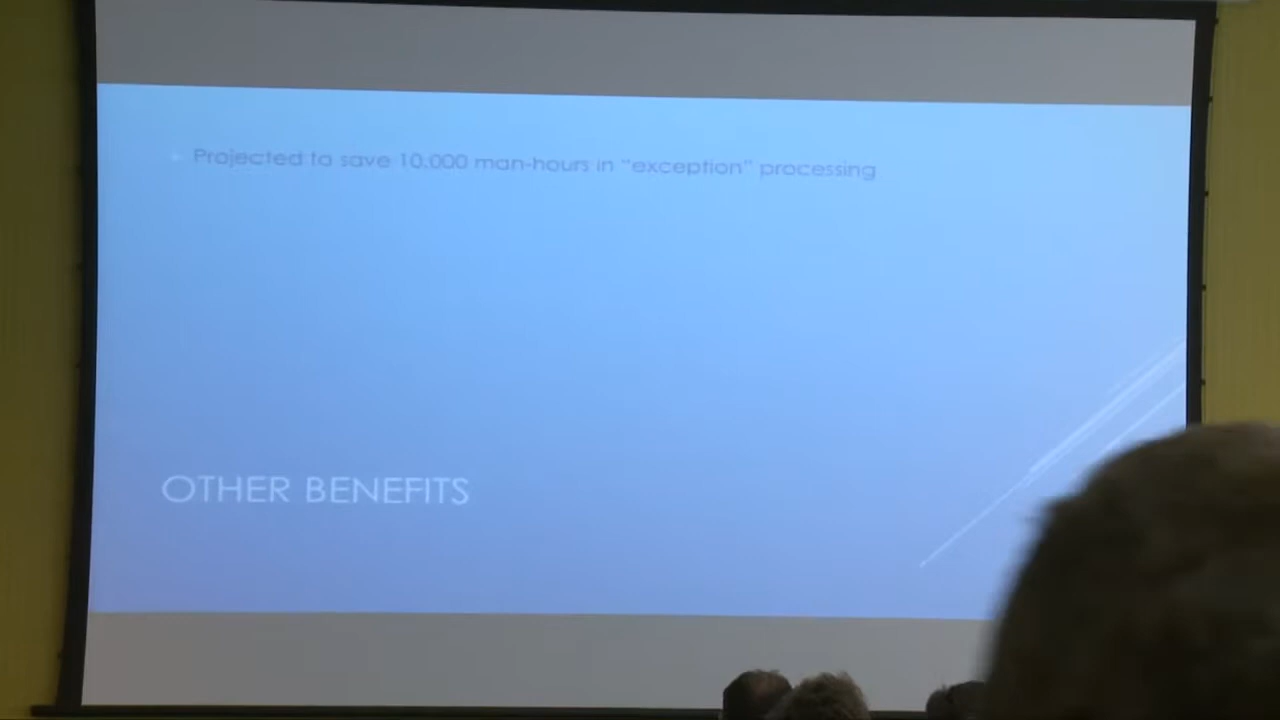 Projected to save 10,000 man-hours in "exception" processing
OTHER BENEFITS